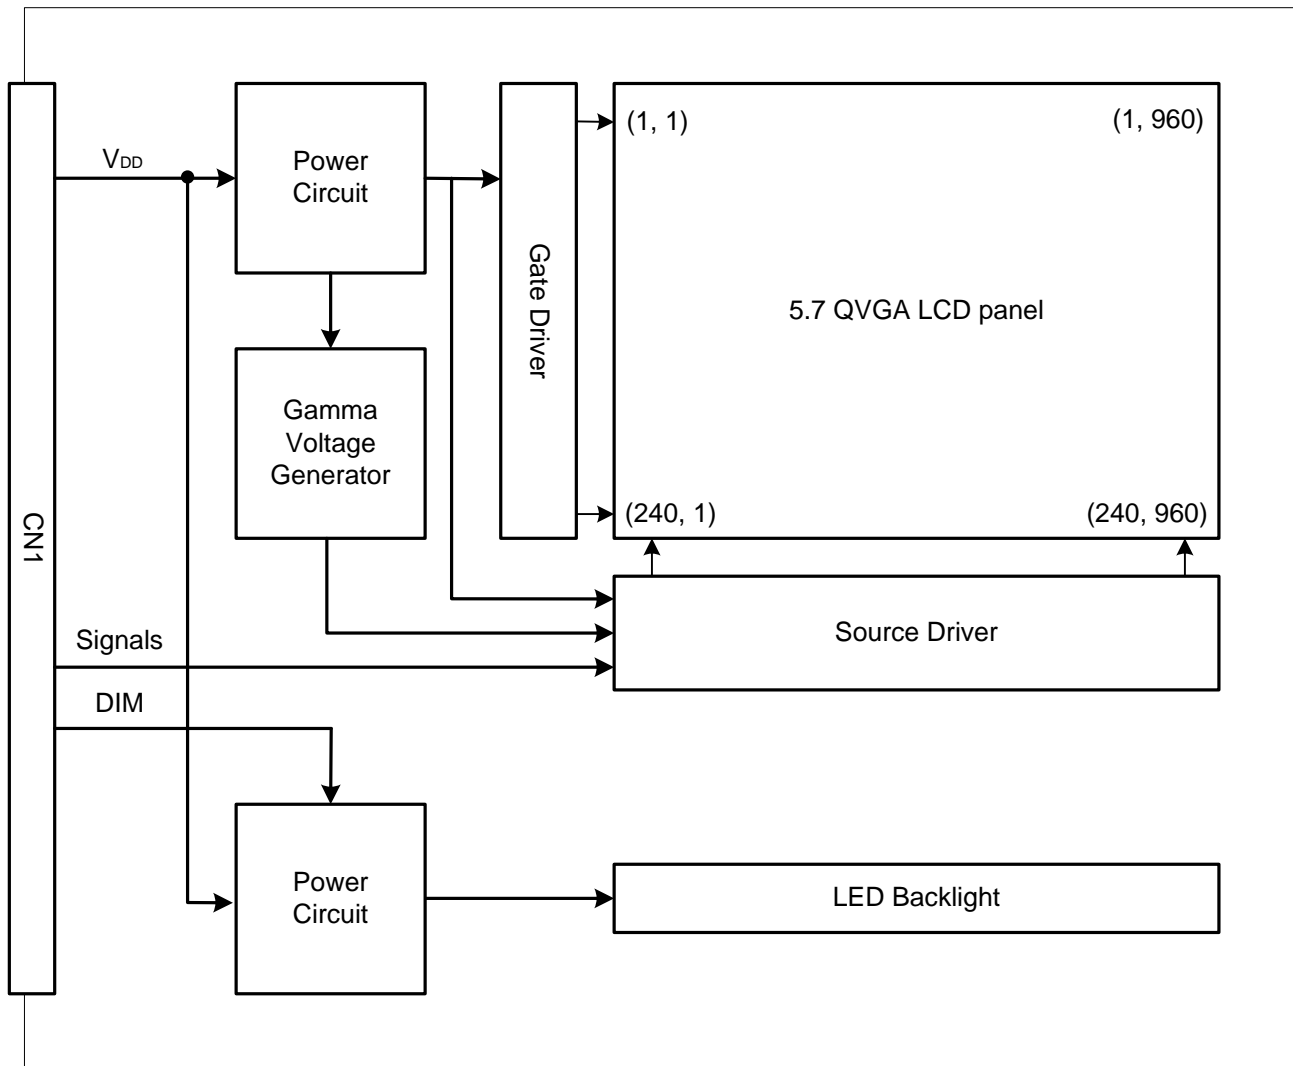 CN1
VDD
Power
Circuit
Gate Driver
(1, 1)
(1, 960)
5.7 QVGA LCD panel
(240, 1)
(240, 960)
Gamma
Voltage
Generator
Signals
Source Driver
DIM
Power
Circuit
LED Backlight